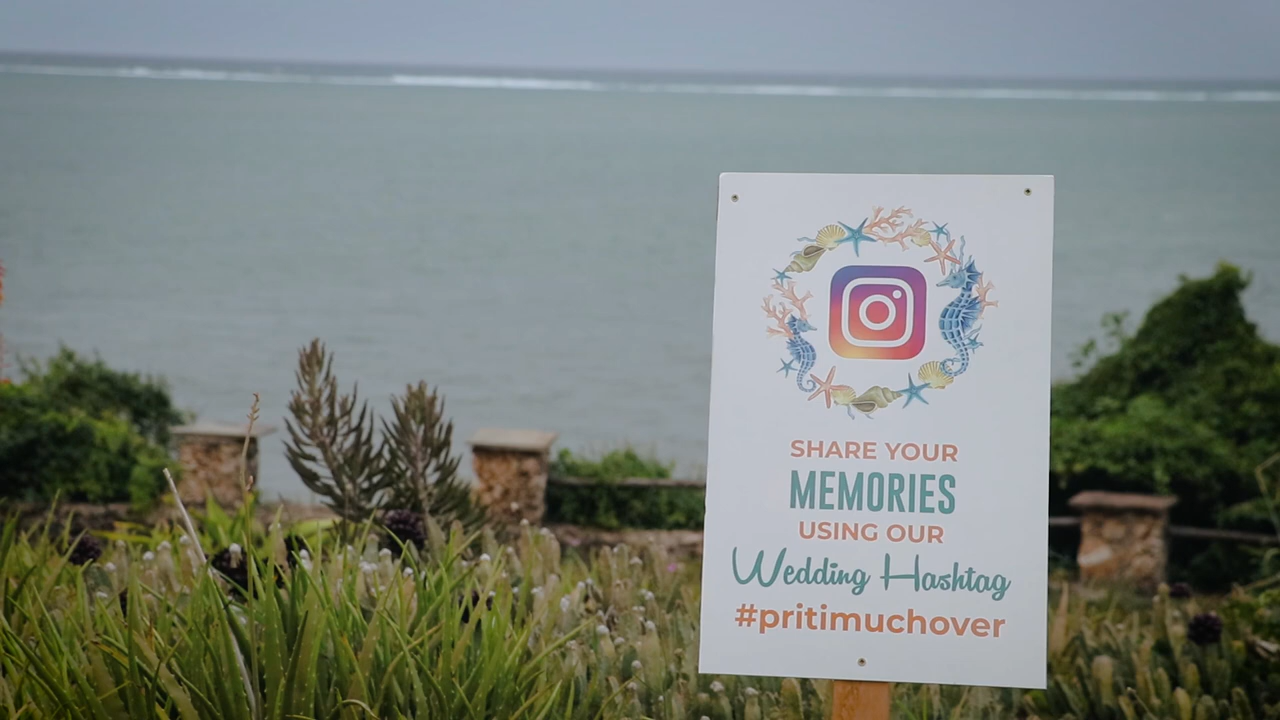 SHARE YOUR
MEMORIES
USING OUR
Wedding Hashtag
#pritimuchover